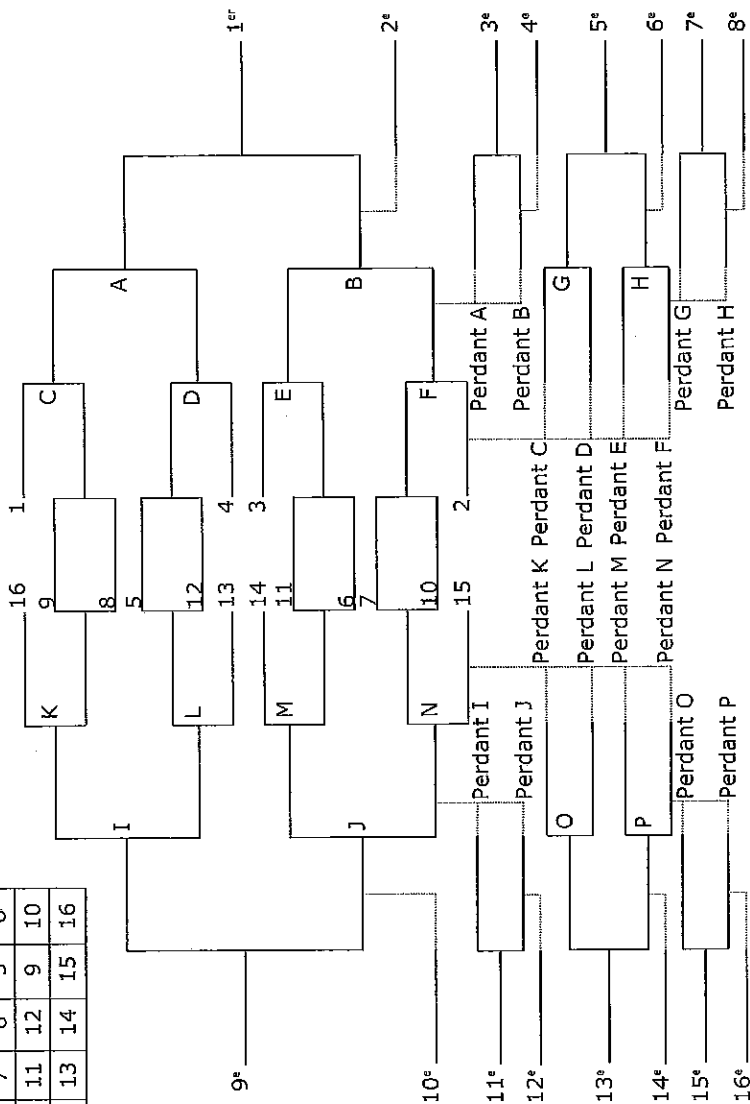 11 12 9 10
13 14 15 16
16 1
K C
9
8
I A
5
L D
12
13 4
9ᵉ 1ᵉʳ
14 3
M E
11
6
J B
7
10ᵉ 2ᵉ
N F
10
15 2
Perdant I Perdant A
11ᵉ 3ᵉ
Perdant J Perdant B
12ᵉ 4ᵉ
Perdant K Perdant C
O G
Perdant L Perdant D
13ᵉ 5ᵉ
Perdant M Perdant E
P H
14ᵉ 6ᵉ
Perdant N Perdant F
Perdant O Perdant G
15ᵉ 7ᵉ
Perdant P Perdant H
16ᵉ 8ᵉ